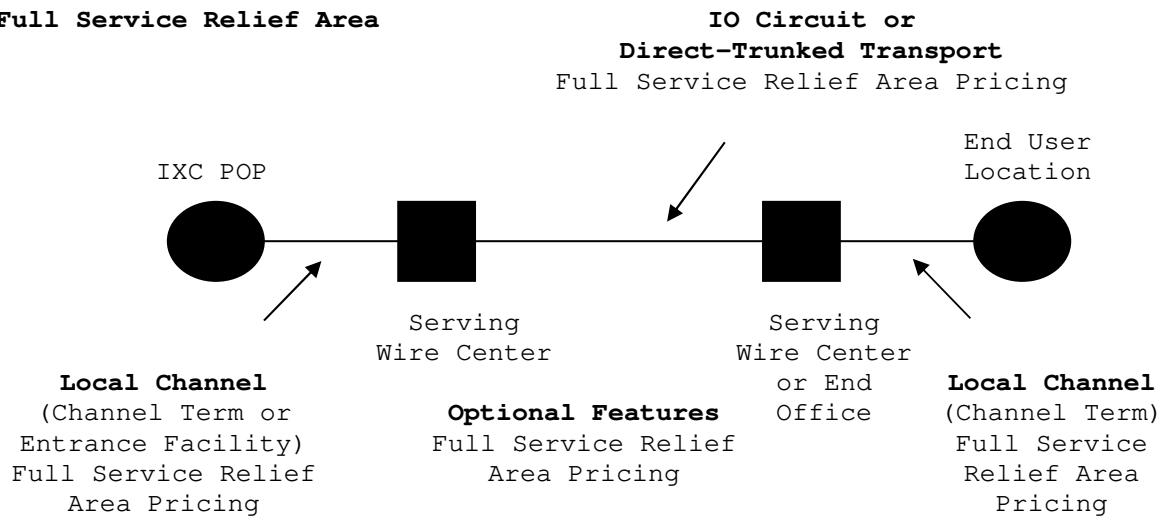 Full Service Relief Area
IO Circuit or
Direct-Trunked Transport
Full Service Relief Area Pricing
IXC POP
End User
Location
Serving
Wire Center
Serving
Wire Center
or End
Office
Local Channel
(Channel Term or
Entrance Facility)
Full Service Relief
Area Pricing
Optional Features
Full Service Relief
Area Pricing
Local Channel
(Channel Term)
Full Service
Relief Area
Pricing